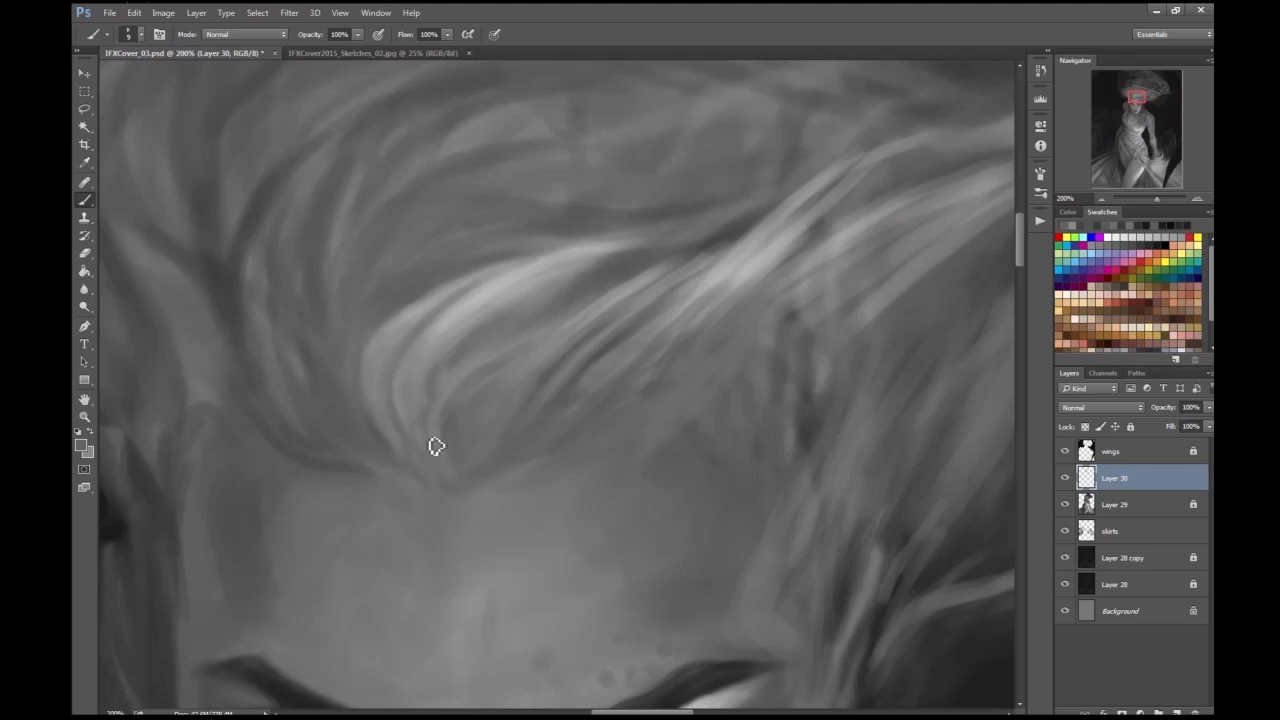 Ps File Edit Image Layer Type Select Filter 3D View Window Help
9 Mode: Normal Opacity: 100% Flow: 100% Essentials
IFXCover_03.psd @ 200% (Layer 30, RGB/8) * × IFXCover2015_Sketches_02.jpg @ 25% (RGB/8#) ×
Navigator
200%
Color Swatches
Layers Channels Paths
Kind
Normal Opacity: 100%
Lock: Fill: 100%
wings
Layer 30
Layer 29
skirts
Layer 28 copy
Layer 28
Background
200%